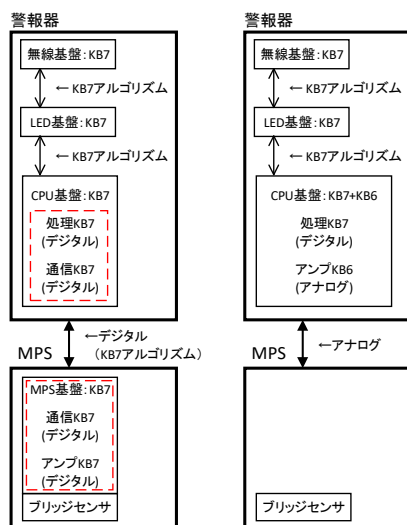 警報器
無線基盤:KB7
←KB7アルゴリズム
LED基盤:KB7
←KB7アルゴリズム
CPU基盤:KB7
処理KB7
(デジタル)
通信KB7
(デジタル)
←デジタル
(KB7アルゴリズム)
MPS
MPS基盤:KB7
通信KB7
(デジタル)
アンプKB7
(デジタル)
ブリッジセンサ
警報器
無線基盤:KB7
←KB7アルゴリズム
LED基盤:KB7
←KB7アルゴリズム
CPU基盤:KB7+KB6
処理KB7
(デジタル)
アンプKB6
(アナログ)
←アナログ
MPS
ブリッジセンサ